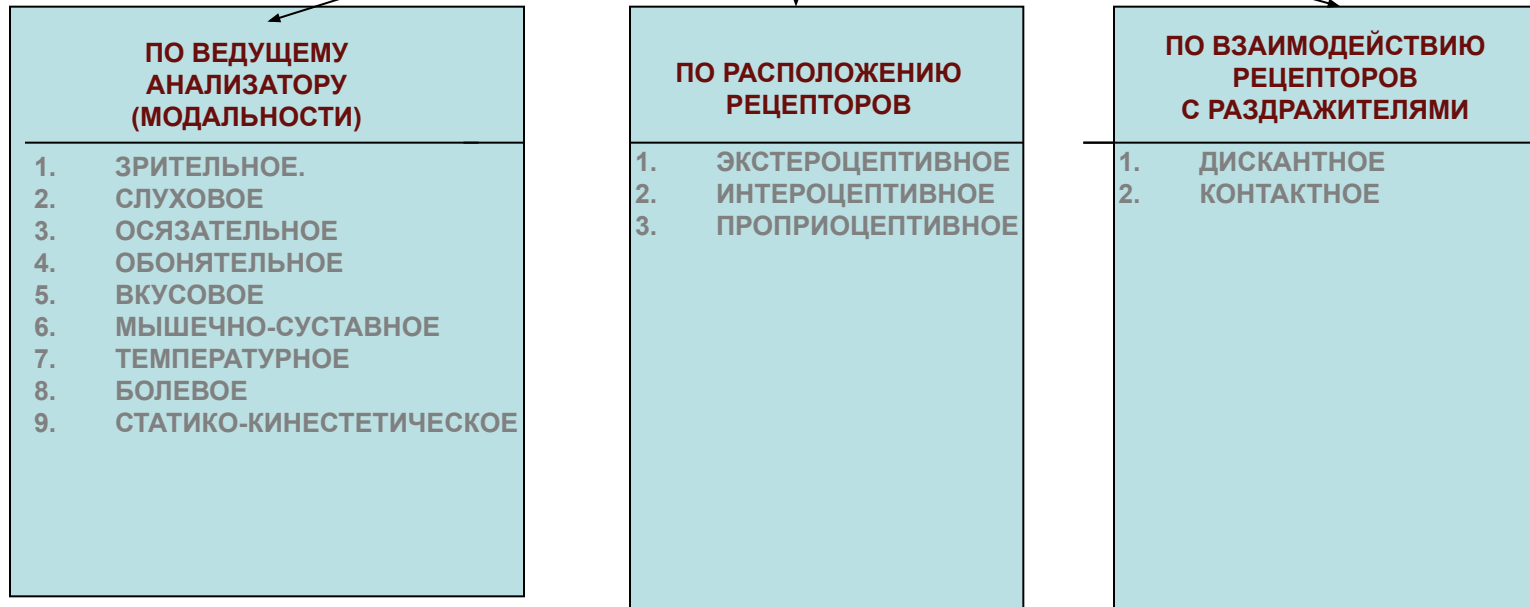 ПО ВЕДУЩЕМУ
АНАЛИЗАТОРУ
(МОДАЛЬНОСТИ)
1. ЗРИТЕЛЬНОЕ.
2. СЛУХОВОЕ
3. ОСЯЗАТЕЛЬНОЕ
4. ОБОНЯТЕЛЬНОЕ
5. ВКУСОВОЕ
6. МЫШЕЧНО-СУСТАВНОЕ
7. ТЕМПЕРАТУРНОЕ
8. БОЛЕВОЕ
9. СТАТИКО-КИНЕСТЕТИЧЕСКОЕ
ПО РАСПОЛОЖЕНИЮ
РЕЦЕПТОРОВ
1. ЭКСТЕРОЦЕПТИВНОЕ
2. ИНТЕРОЦЕПТИВНОЕ
3. ПРОПРИОЦЕПТИВНОЕ
ПО ВЗАИМОДЕЙСТВИЮ
РЕЦЕПТОРОВ
С РАЗДРАЖИТЕЛЯМИ
1. ДИСКАНТНОЕ
2. КОНТАКТНОЕ